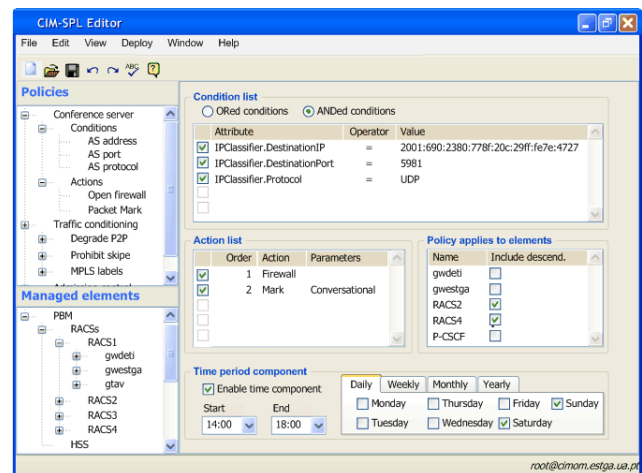 CIM-SPL Editor
File Edit View Deploy Window Help
ABC
Policies
Conference server
Conditions
AS address
AS port
AS protocol
Actions
Open firewall
Packet Mark
Traffic conditioning
Degrade P2P
Prohibit skipe
MPLS labels
Managed elements
PBM
RACSs
RACS1
gwdeti
gwestga
gtav
RACS2
RACS3
RACS4
HSS
Condition list
ORed conditions ANDed conditions
Attribute Operator Value
IPClassifier.DestinationIP = 2001:690:2380:778f:20c:29ff:fe7e:4727
IPClassifier.DestinationPort = 5981
IPClassifier.Protocol = UDP
Action list
Order Action Parameters
1 Firewall
2 Mark Conversational
Policy applies to elements
Name Include descend.
gwdeti
gwestga
RACS2
RACS4
P-CSCF
Time period component
Enable time component
Start End
14:00 18:00
Daily Weekly Monthly Yearly
Monday Thursday Friday Sunday
Tuesday Wednesday Saturday
root@cimom.estga.ua.pt